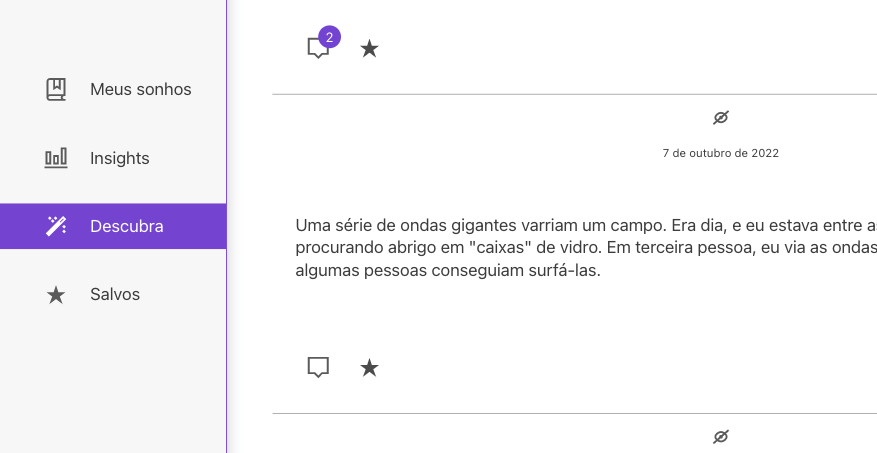 2
Meus sonhos
Insights
7 de outubro de 2022
Descubra
Uma série de ondas gigantes varriam um campo. Era dia, e eu estava entre
procurando abrigo em "caixas" de vidro. Em terceira pessoa, eu via as ondas
algumas pessoas conseguiam surfá-las.
Salvos